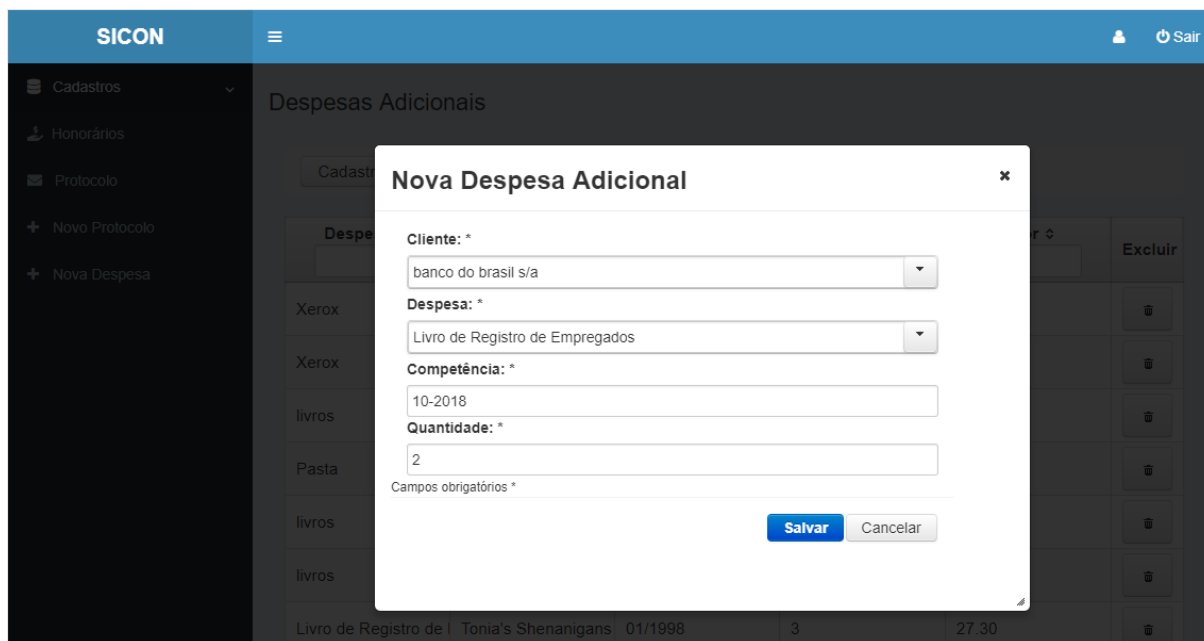 SICON
Sair
Cadastros
Despesas Adicionais
Honorários
Protocolo
Novo Protocolo
Nova Despesa
Nova Despesa Adicional
Cliente: *
banco do brasil s/a
Despesa: *
Livro de Registro de Empregados
Competência: *
10-2018
Quantidade: *
2
Campos obrigatórios *
Salvar
Cancelar
Excluir
Xerox
Xerox
livros
Pasta
livros
livros
Livro de Registro de Tonia's Shenanigans 01/1998 3 27.30